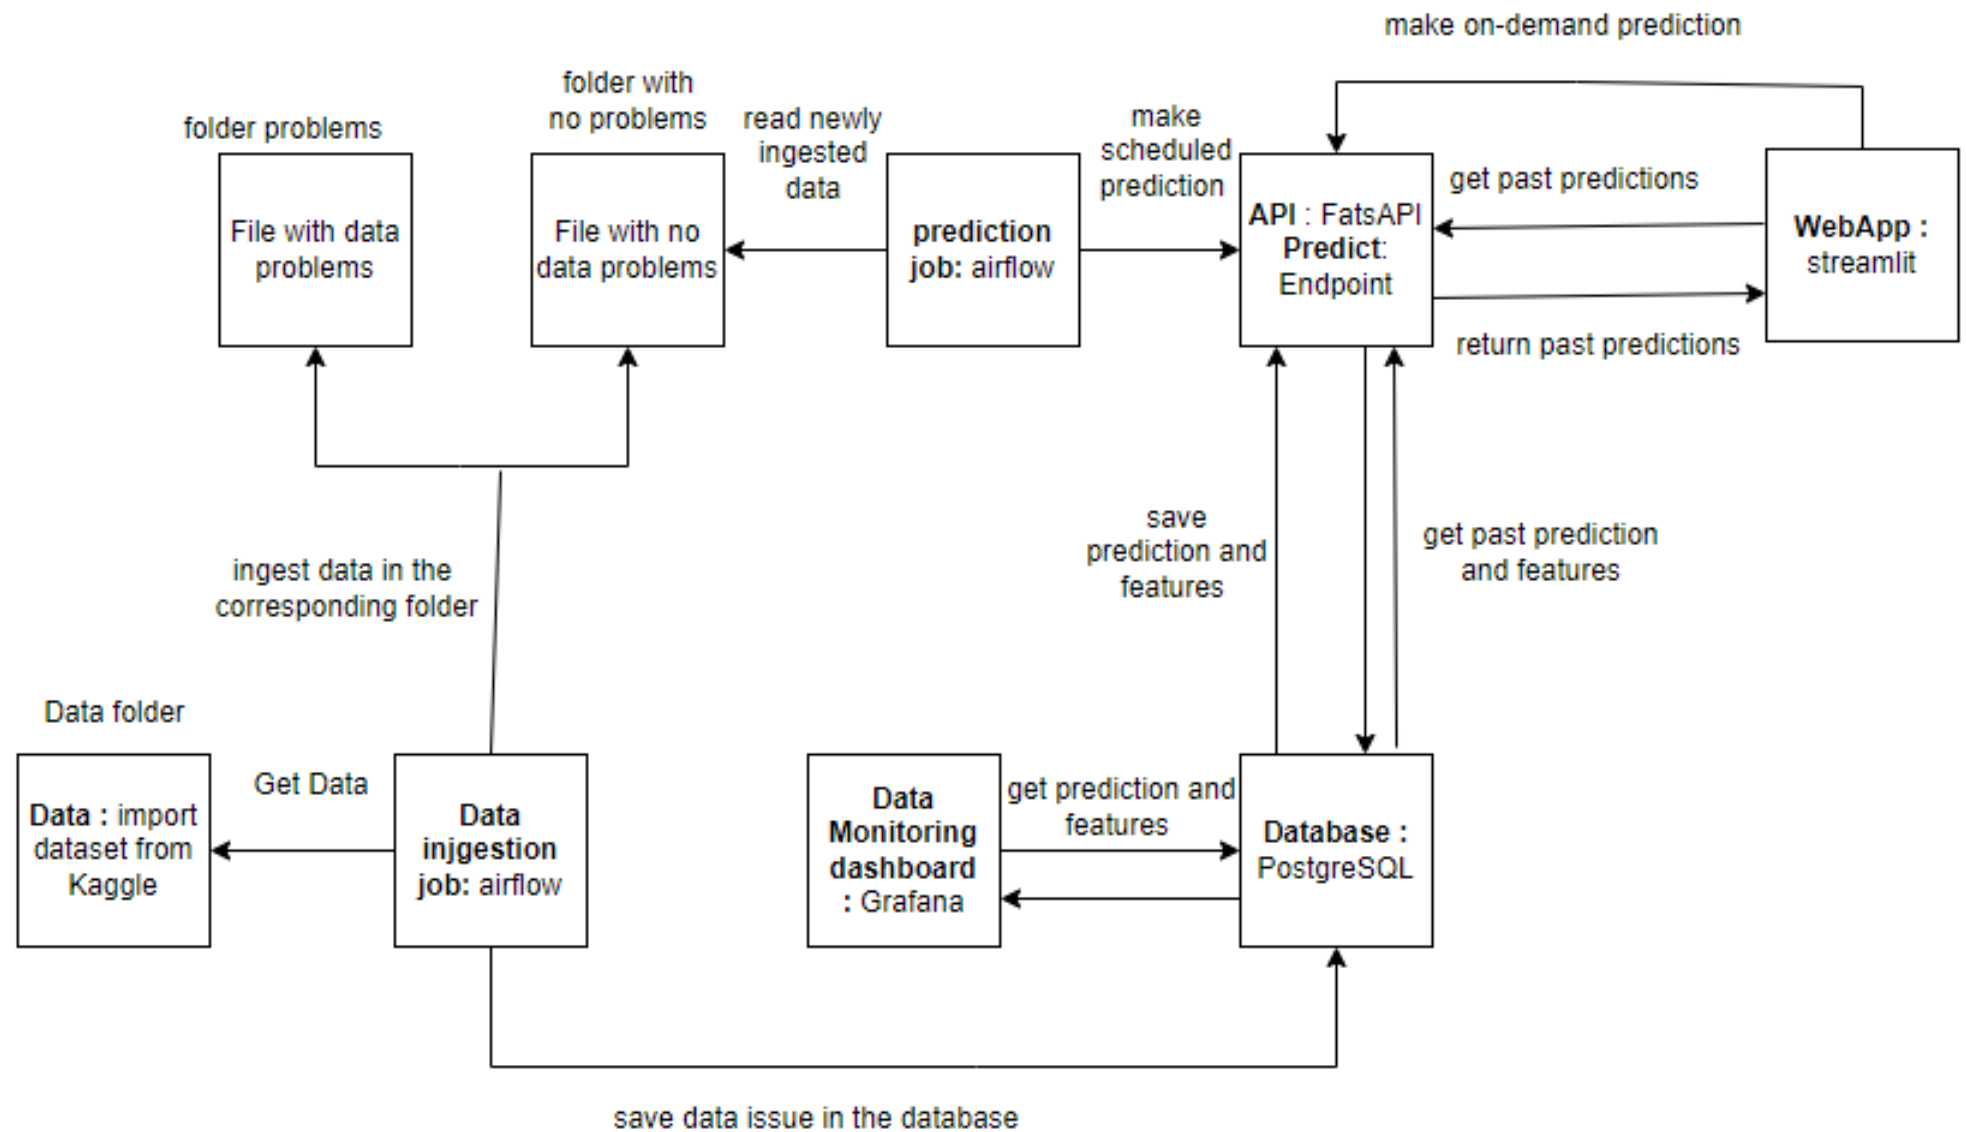 make on-demand prediction
folder with
no problems
folder problems
read newly
ingested
data
make
scheduled
prediction
File with data
problems
File with no
data problems
prediction
job: airflow
API : FatsAPI
Predict:
Endpoint
get past predictions
WebApp :
streamlit
return past predictions
save
prediction and
features
get past prediction
and features
ingest data in the
corresponding folder
Data folder
Get Data
Data : import
dataset from
Kaggle
Data
injgestion
job: airflow
Data
Monitoring
dashboard
: Grafana
get prediction and
features
Database :
PostgreSQL
save data issue in the database